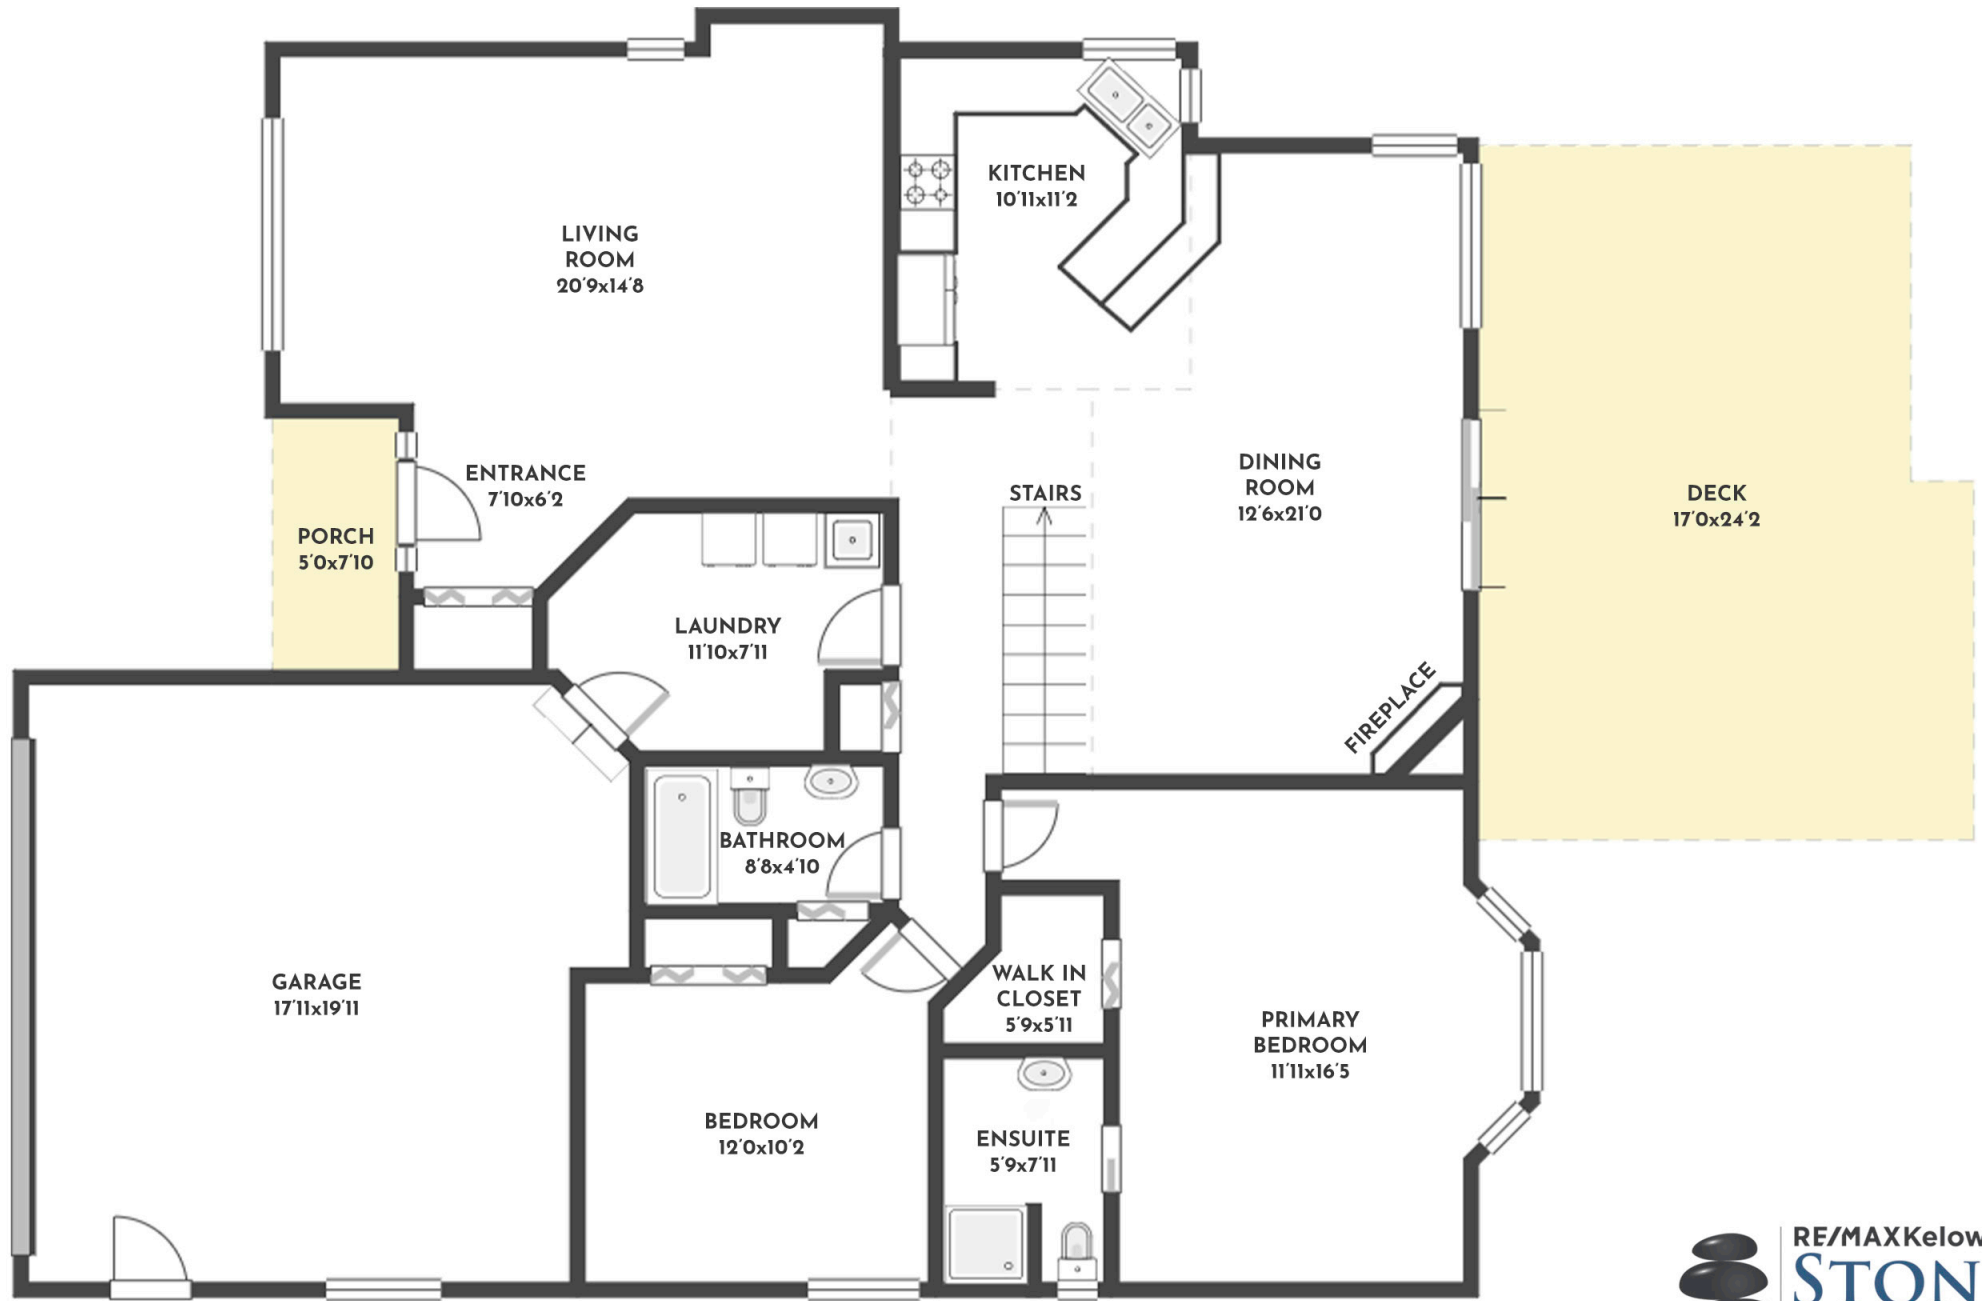 KITCHEN
10'11x11'2
LIVING
ROOM
20'9x14'8
ENTRANCE
7'10x6'2
PORCH
5'0x7'10
STAIRS
DINING
ROOM
12'6x21'0
DECK
17'0x24'2
LAUNDRY
11'10x7'11
FIREPLACE
BATHROOM
8'8x4'10
GARAGE
17'11x19'11
WALK IN
CLOSET
5'9x5'11
PRIMARY
BEDROOM
11'11x16'5
BEDROOM
12'0x10'2
ENSUITE
5'9x7'11
RE/MAXKelow
STON